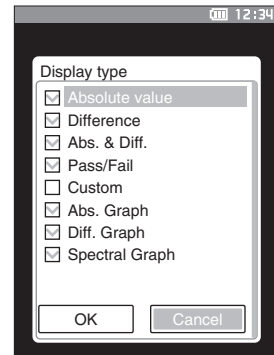 12:34
Display type
Absolute value
Difference
Abs. & Diff.
Pass/Fail
Custom
Abs. Graph
Diff. Graph
Spectral Graph
OK Cancel